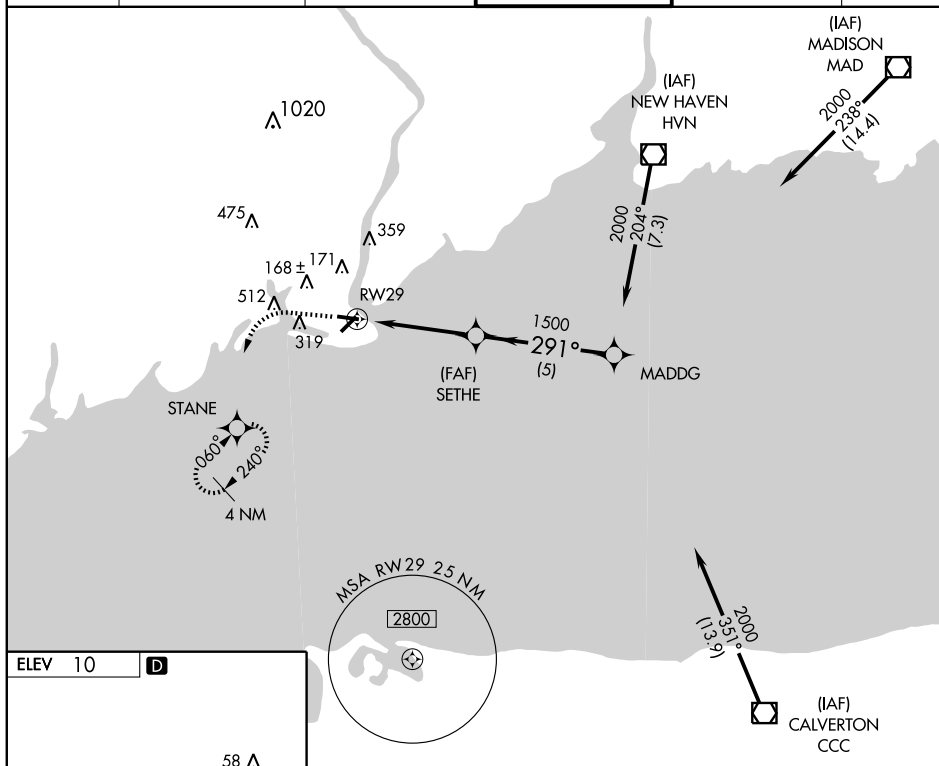 (IAF)
MADISON
MAD
2000
238°
(14.4)
(IAF)
NEW HAVEN
HVN
2000
204°
(7.3)
1020
475
359
168 ±
171
512
319
RW29
1500
291°
(5)
(FAF)
SETHE
MADDG
STANE
060°
240°
4 NM
MSA RW29 25 NM
2800
2000
351°
(13.9)
(IAF)
CALVERTON
CCC
ELEV 10 D
58